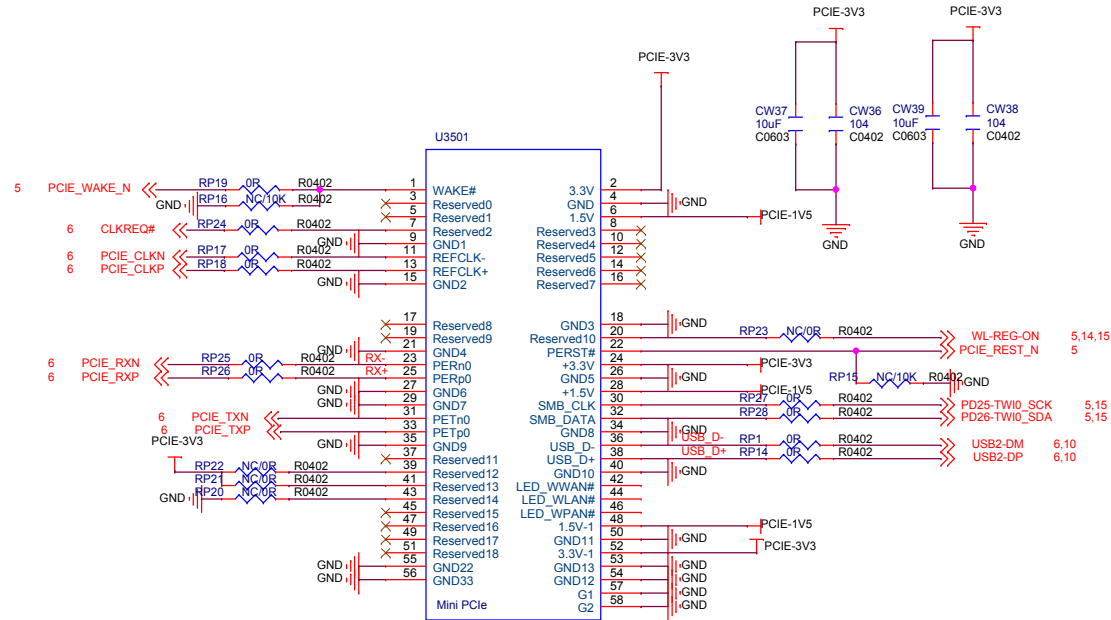 PCIE-3V3
PCIE-3V3
PCIE-3V3
CW37
10uF
C0603
CW36
104
C0402
CW39
10uF
C0603
CW38
104
C0402
GND
GND
U3501
5 PCIE_WAKE_N RP19 0R R0402 1 WAKE#
GND RP16 NC/10K R0402 3 Reserved0
5 Reserved1
6 CLKREQ# RP24 0R R0402 7 Reserved2
GND 9 GND1
6 PCIE_CLKN RP17 0R R0402 11 REFCLK-
6 PCIE_CLKP RP18 0R R0402 13 REFCLK+
GND 15 GND2
17 Reserved8
19 Reserved9
GND 21 GND4
6 PCIE_RXN RP25 0R R0402 RX- 23 PERn0
6 PCIE_RXP RP26 0R R0402 RX+ 25 PERp0
GND 27 GND6
GND 29 GND7
6 PCIE_TXN 31 PETn0
6 PCIE_TXP 33 PETp0
GND 35 GND9
PCIE-3V3 37 Reserved11
RP22 NC/0R R0402 39 Reserved12
RP21 NC/0R R0402 41 Reserved13
GND RP20 NC/0R R0402 43 Reserved14
45 Reserved15
47 Reserved16
49 Reserved17
51 Reserved18
GND 55 GND22
GND 56 GND33
Mini PCIe
3.3V 2
GND 4 GND
1.5V 6 PCIE-1V5
Reserved3 8
Reserved4 10
Reserved5 12
Reserved6 14
Reserved7 16
GND3 18 GND
Reserved10 20 RP23 NC/0R R0402 WL-REG-ON 5,14,15
PERST# 22 PCIE_REST_N 5
+3.3V 24 PCIE-3V3
GND5 26 GND RP15 NC/10K R0402 GND
+1.5V 28 PCIE-1V5
SMB_CLK 30 RP27 0R R0402 PD25-TWI0_SCK 5,15
SMB_DATA 32 RP28 0R R0402 PD26-TWI0_SDA 5,15
GND8 34 GND
USB_D- 36 USB_D- RP1 0R R0402 USB2-DM 6,10
USB_D+ 38 USB_D+ RP14 0R R0402 USB2-DP 6,10
GND10 40 GND
LED_WWAN# 42
LED_WLAN# 44
LED_WPAN# 46
1.5V-1 48 PCIE-1V5
GND11 50 GND
3.3V-1 52 PCIE-3V3
GND13 53 GND
GND12 54 GND
G1 57 GND
G2 58 GND